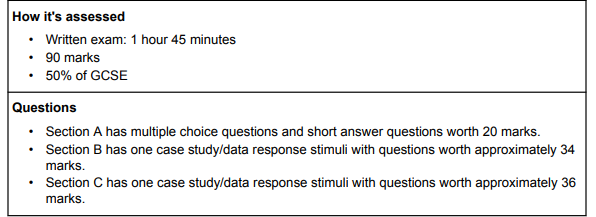 How it's assessed
• Written exam: 1 hour 45 minutes
• 90 marks
• 50% of GCSE
Questions
• Section A has multiple choice questions and short answer questions worth 20 marks.
• Section B has one case study/data response stimuli with questions worth approximately 34
marks.
• Section C has one case study/data response stimuli with questions worth approximately 36
marks.